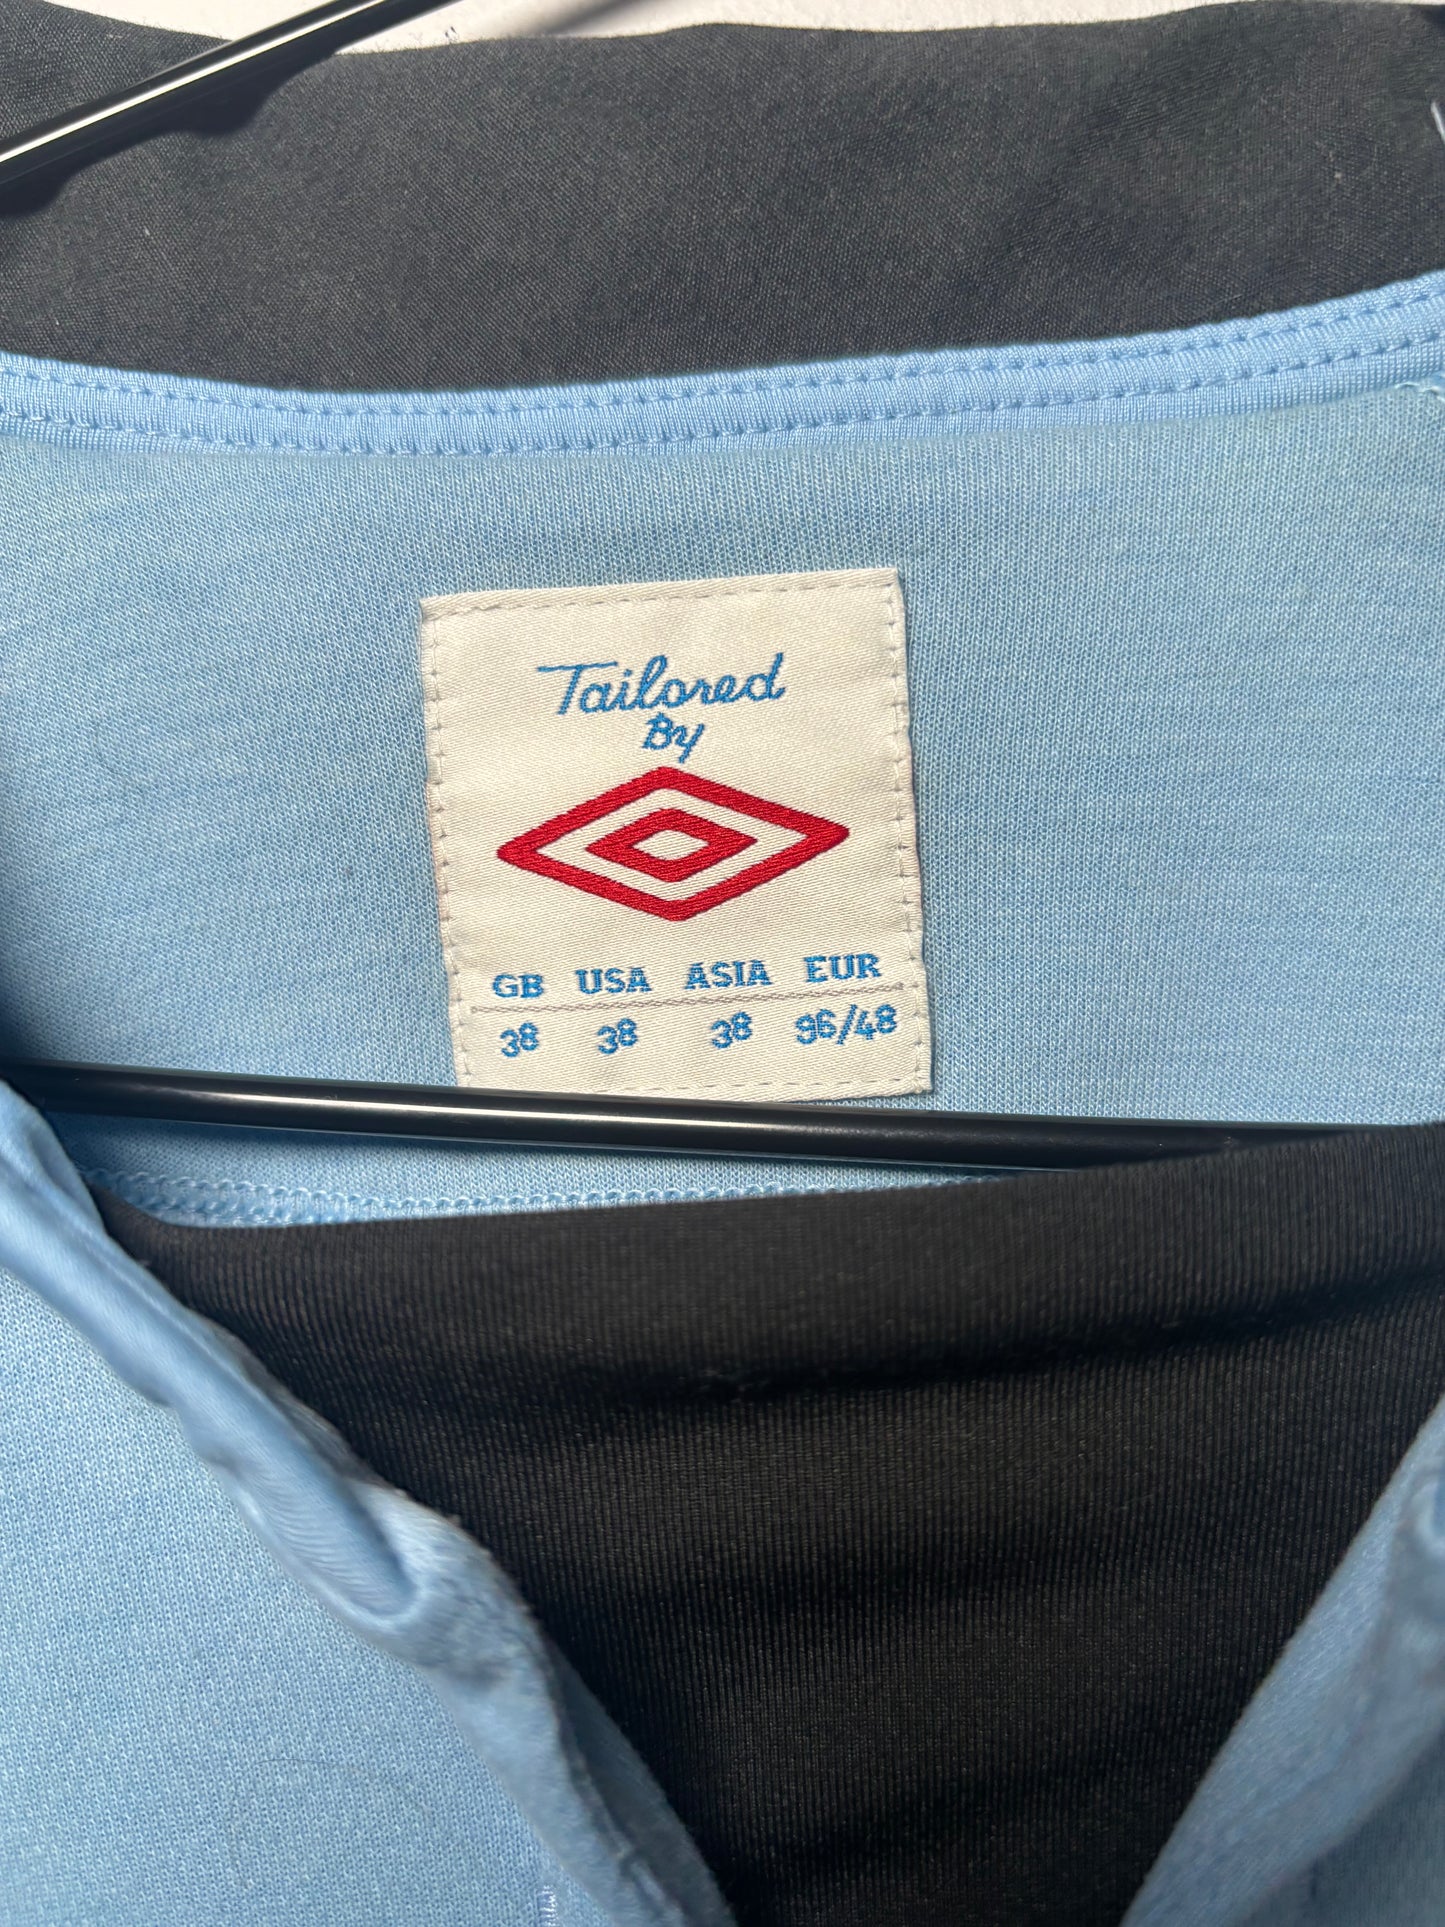 Tailored
By
GB USA ASIA EUR
38 38 38 96/48